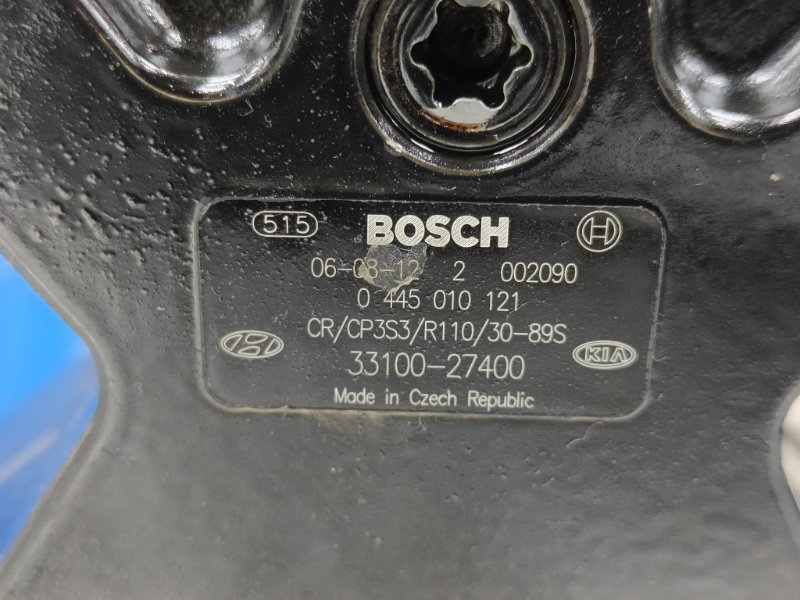 515 BOSCH H
06-08-12 2 002090
0 445 010 121
CR/CP3S3/R110/30-89S
KIA
33100-27400
Made in Czech Republic